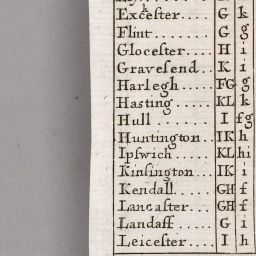 Excester.... G k
Flint....... G g
Glocester.... H i
Gravesend.. K i
Harlegh..... FG g
Hasting ..... KL k
Hull ........ I fg
Huntington.. IK h
Ipswich ..... KL hi
Kinsington... IK i
Kendall...... GH f
Lancaster.... GH f
Landaff...... G i
Leicester.... I h